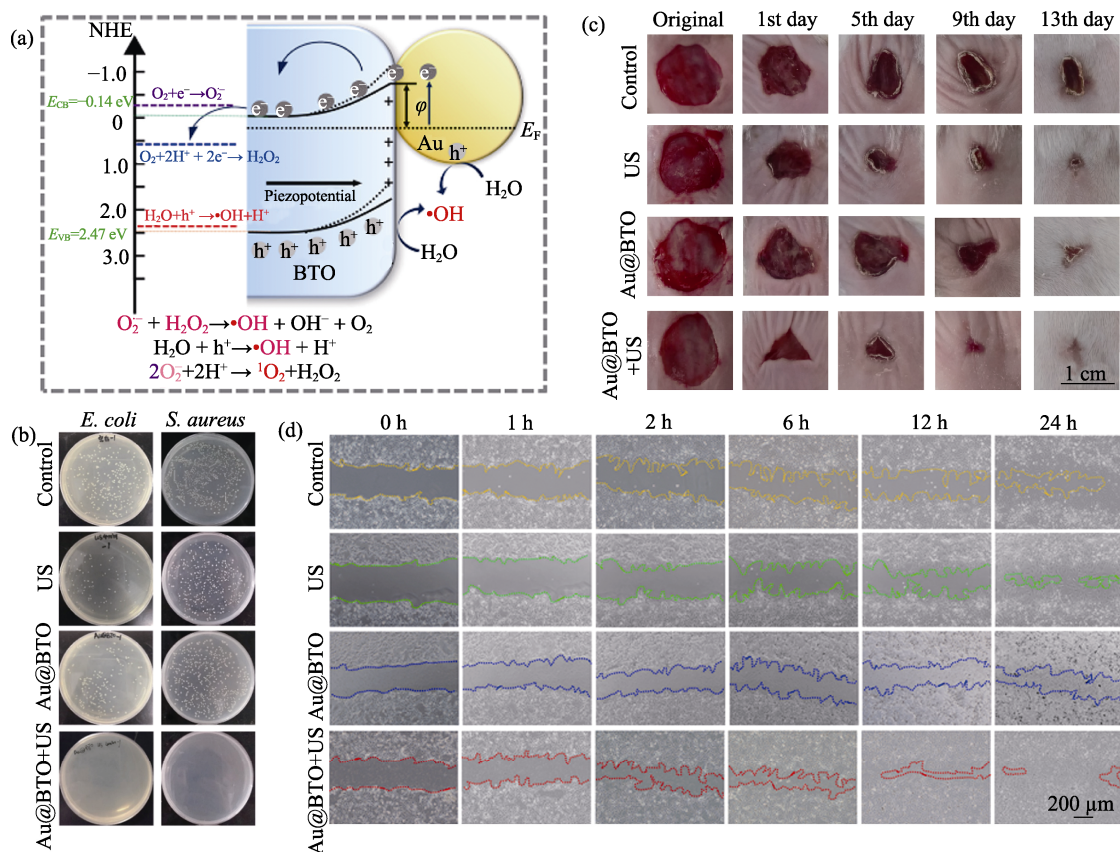 (a)
NHE
−1.0
0
1.0
2.0
3.0
E_CB=−0.14 eV
E_VB=2.47 eV
O₂+e⁻→O₂•⁻
O₂+2H⁺ + 2e⁻→ H₂O₂
H₂O+h⁺ →•OH+H⁺
e⁻ e⁻ e⁻ e⁻ e⁻ e⁻
φ
E_F
Au
h⁺
H₂O
•OH
H₂O
Piezopotential
+ + + + + +
h⁺ h⁺ h⁺ h⁺ h⁺
BTO
O₂•⁻ + H₂O₂→•OH + OH⁻ + O₂
H₂O + h⁺→•OH + H⁺
2O₂•⁻+2H⁺→ ¹O₂+H₂O₂
(c)
Original 1st day 5th day 9th day 13th day
Control
US
Au@BTO
Au@BTO
+US
1 cm
(b)
E. coli S. aureus
Control
US
Au@BTO
Au@BTO+US
(d)
0 h 1 h 2 h 6 h 12 h 24 h
Control
US
Au@BTO
Au@BTO+US
200 μm